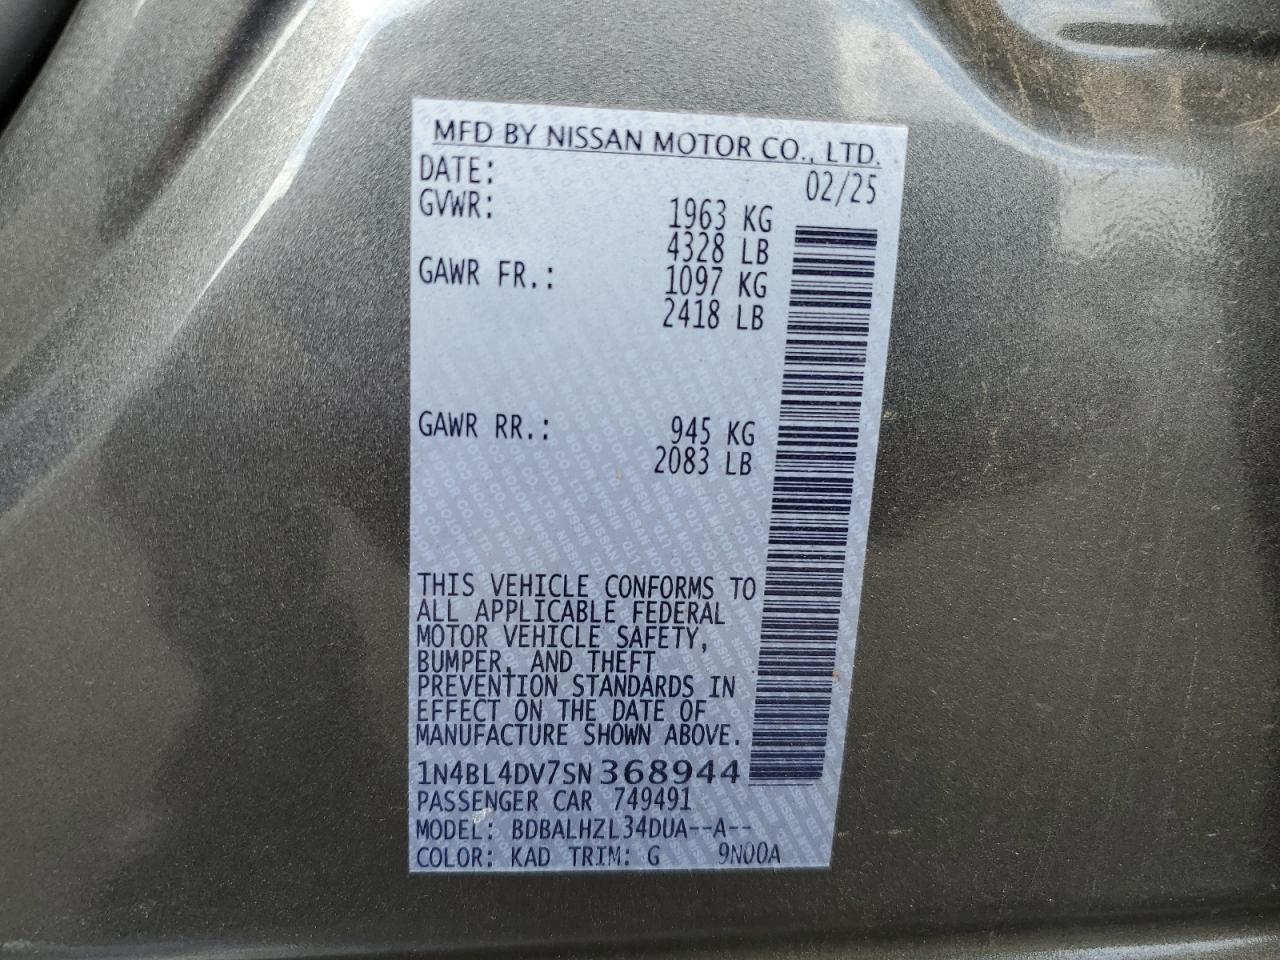 MFD BY NISSAN MOTOR CO., LTD.
DATE: 02/25
GVWR: 1963 KG
4328 LB
GAWR FR.: 1097 KG
2418 LB
GAWR RR.: 945 KG
2083 LB
THIS VEHICLE CONFORMS TO
ALL APPLICABLE FEDERAL
MOTOR VEHICLE SAFETY,
BUMPER, AND THEFT
PREVENTION STANDARDS IN
EFFECT ON THE DATE OF
MANUFACTURE SHOWN ABOVE.
1N4BL4DV7SN368944
PASSENGER CAR 749491
MODEL: BDBALHZL34DUA--A--
COLOR: KAD TRIM: G 9N00A